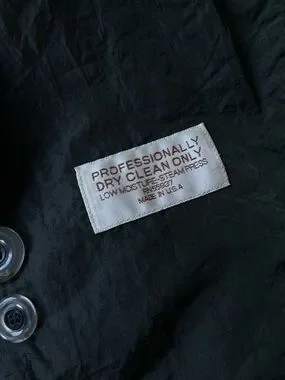 PROFESSIONALLY
DRY CLEAN ONLY
LOW MOISTURE-STEAM PRESS
RN55827
MADE IN U.S.A